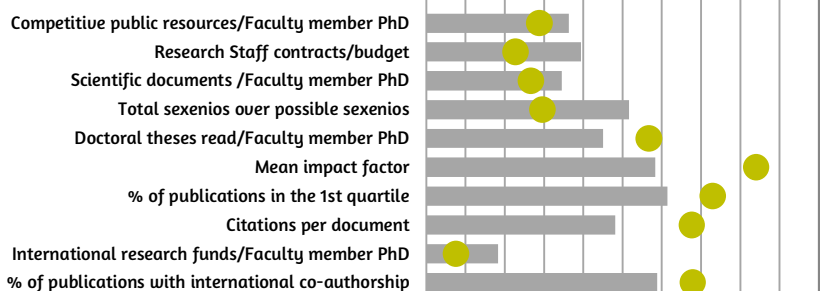 Competitive public resources/Faculty member PhD
Research Staff contracts/budget
Scientific documents /Faculty member PhD
Total sexenios over possible sexenios
Doctoral theses read/Faculty member PhD
Mean impact factor
% of publications in the 1st quartile
Citations per document
International research funds/Faculty member PhD
% of publications with international co-authorship